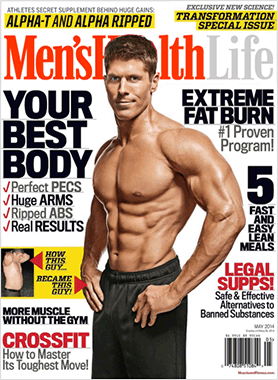 ATHLETES SECRET SUPPLEMENT BEHIND HUGE GAINS:
ALPHA-T AND ALPHA RIPPED
EXCLUSIVE NEW SCIENCE!
TRANSFORMATION
SPECIAL ISSUE
Men'sHealthLife
YOUR
BEST
BODY
✓Perfect PECS
✓Huge ARMS
✓Ripped ABS
✓Real RESULTS
EXTREME
FAT BURN
#1 Proven
Program!
5
FAST AND
EASY
LEAN
MEALS
HOW
THIS
GUY...
BECAME
THIS
GUY!
LEGAL
SUPPS!
Safe & Effective
Alternatives to
Banned Substances
MORE MUSCLE
WITHOUT THE GYM
CROSSFIT
How to Master
Its Toughest Move!
MAY 2014